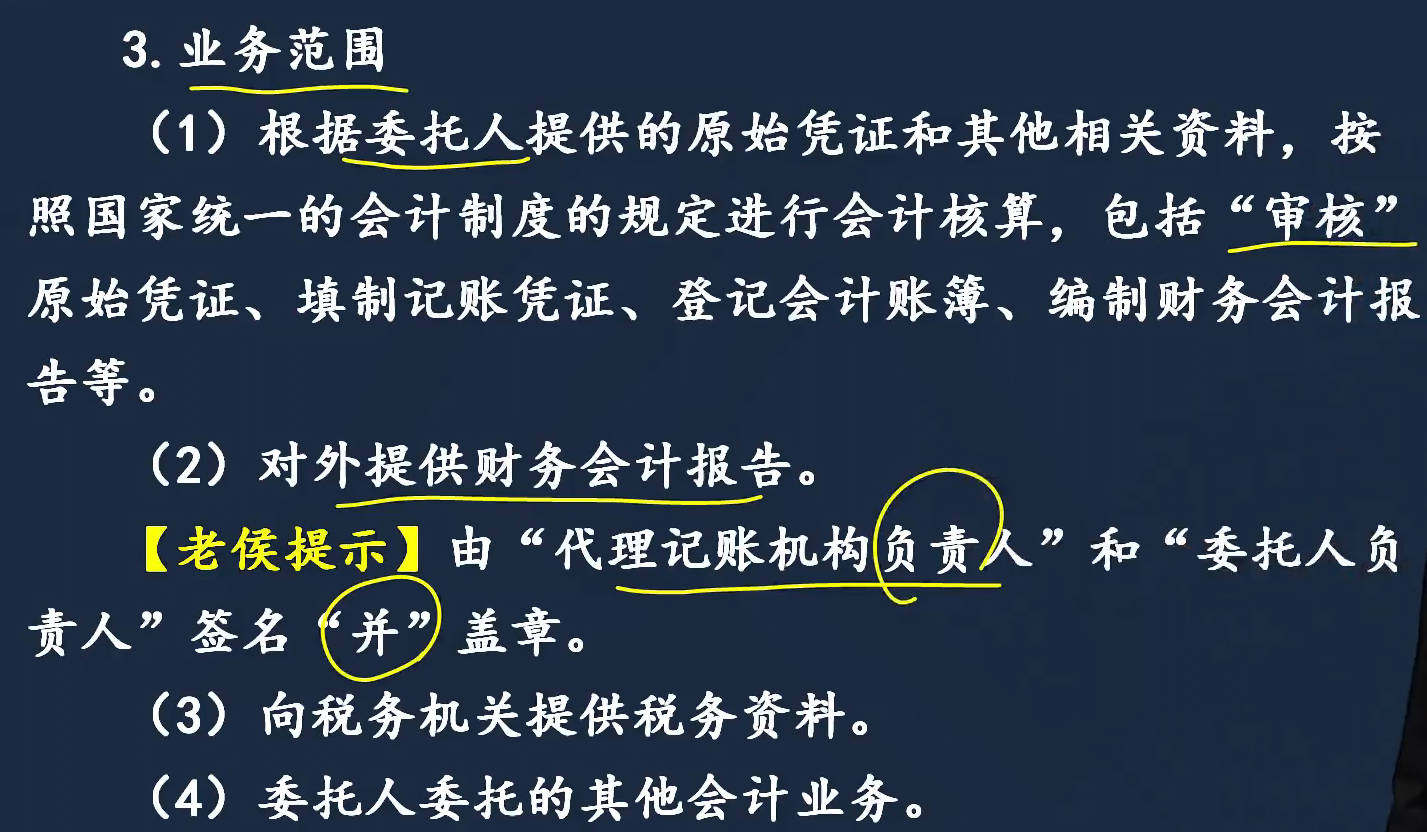 3. 业务范围
（1）根据委托人提供的原始凭证和其他相关资料，按
照国家统一的会计制度的规定进行会计核算，包括“审核”
原始凭证、填制记账凭证、登记会计账簿、编制财务会计报
告等。
（2）对外提供财务会计报告。
【老侯提示】由“代理记账机构负责人”和“委托人负
责人”签名“并”盖章。
（3）向税务机关提供税务资料。
（4）委托人委托的其他会计业务。